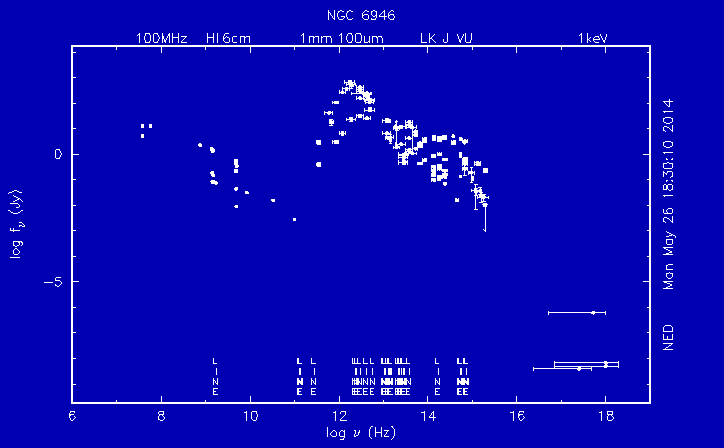 NGC 6946
100MHz HI 6cm 1mm 100um LK J VU 1keV
0
−5
log fν (Jy)
L L L L L L L L L L L L
I I I I I I I I I I I I
N N N N N N N N N N N N
E E E E E E E E E E E E
6 8 10 12 14 16 18
log ν (Hz)
NED Mon May 26 18:30:10 2014